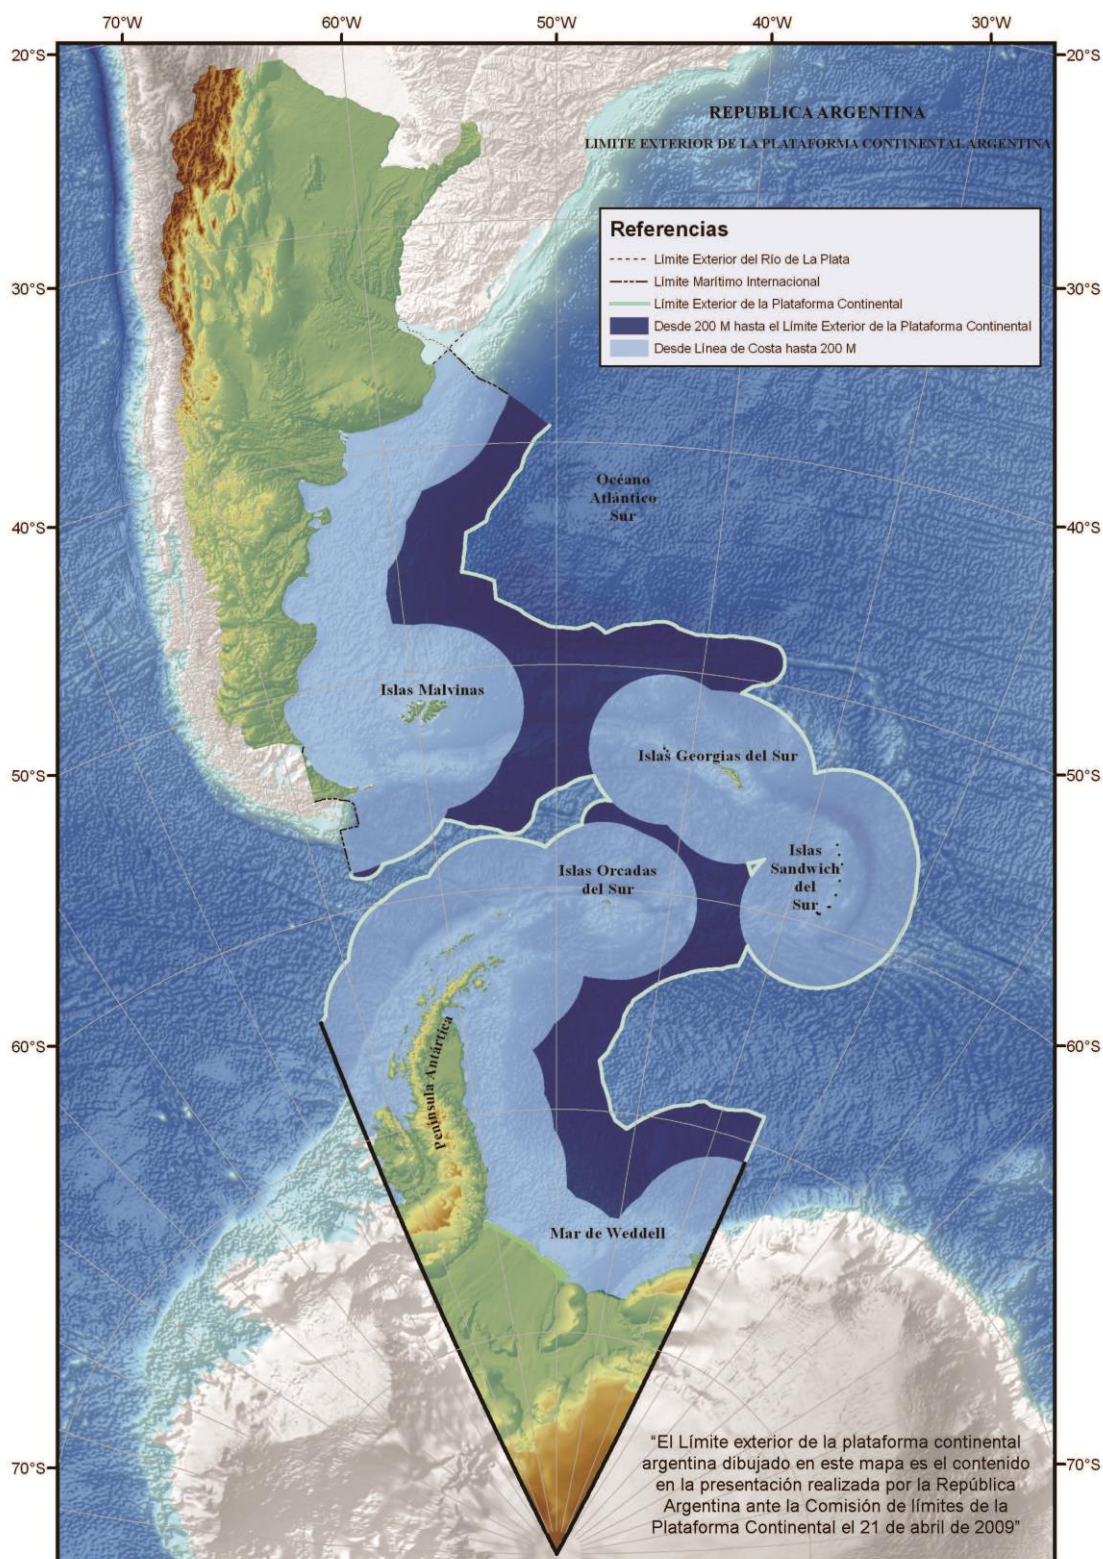 70°W 60°W 50°W 40°W 30°W
20°S 20°S
REPUBLICA ARGENTINA
LIMITE EXTERIOR DE LA PLATAFORMA CONTINENTAL ARGENTINA
Referencias
Límite Exterior del Río de La Plata
Límite Marítimo Internacional
Límite Exterior de la Plataforma Continental
Desde 200 M hasta el Límite Exterior de la Plataforma Continental
Desde Línea de Costa hasta 200 M
30°S 30°S
Océano
Atlántico
Sur
40°S 40°S
Islas Malvinas
Islas Georgias del Sur
50°S 50°S
Islas
Sandwich
del
Sur
Islas Orcadas
del Sur
60°S 60°S
Península Antártica
Mar de Weddell
70°S 70°S
"El Límite exterior de la plataforma continental
argentina dibujado en este mapa es el contenido
en la presentación realizada por la República
Argentina ante la Comisión de límites de la
Plataforma Continental el 21 de abril de 2009"